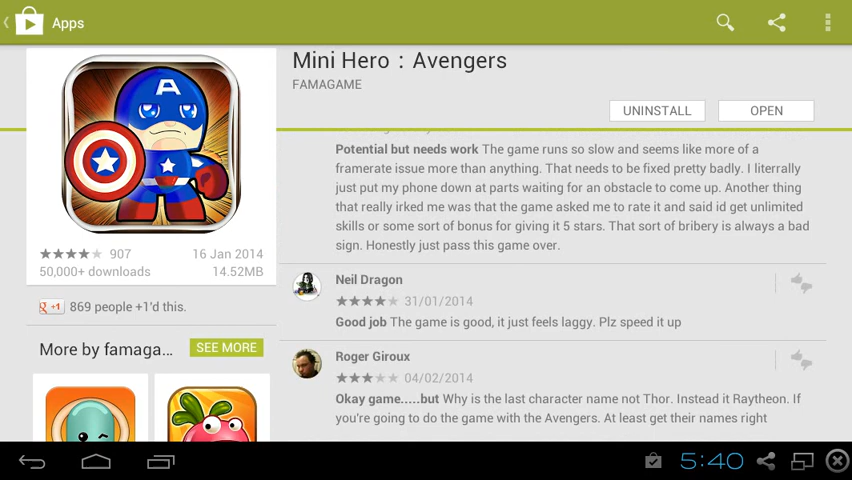 Apps
Mini Hero : Avengers
FAMAGAME
UNINSTALL
OPEN
A
907
16 Jan 2014
50,000+ downloads
14.52MB
+1
869 people +1'd this.
More by famaga...
SEE MORE
Potential but needs work The game runs so slow and seems like more of a
framerate issue more than anything. That needs to be fixed pretty badly. I literrally
just put my phone down at parts waiting for an obstacle to come up. Another thing
that really irked me was that the game asked me to rate it and said id get unlimited
skills or some sort of bonus for giving it 5 stars. That sort of bribery is always a bad
sign. Honestly just pass this game over.
Neil Dragon
31/01/2014
Good job The game is good, it just feels laggy. Plz speed it up
Roger Giroux
04/02/2014
Okay game.....but Why is the last character name not Thor. Instead it Raytheon. If
you're going to do the game with the Avengers. At least get their names right
5:40